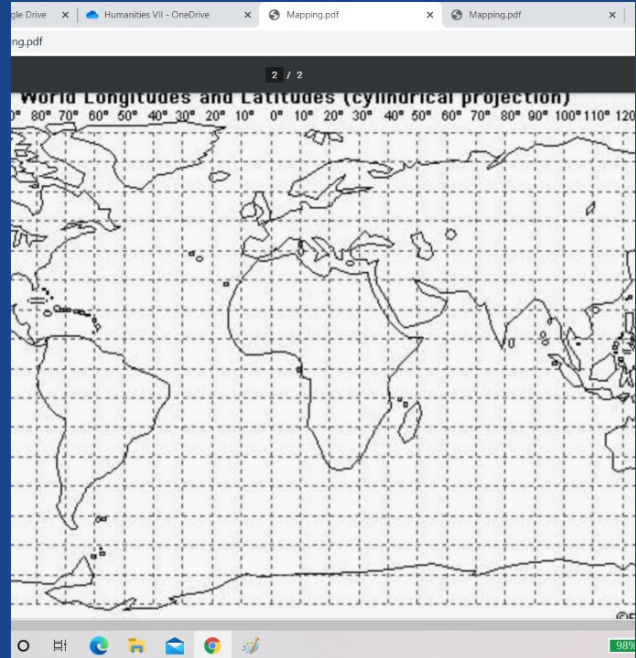 gle Drive Humanities VII - OneDrive Mapping.pdf Mapping.pdf
ng.pdf
2 / 2
World Longitudes and Latitudes (cylindrical projection)
0° 80° 70° 60° 50° 40° 30° 20° 10° 0° 10° 20° 30° 40° 50° 60° 70° 80° 90° 100° 110° 120
98%